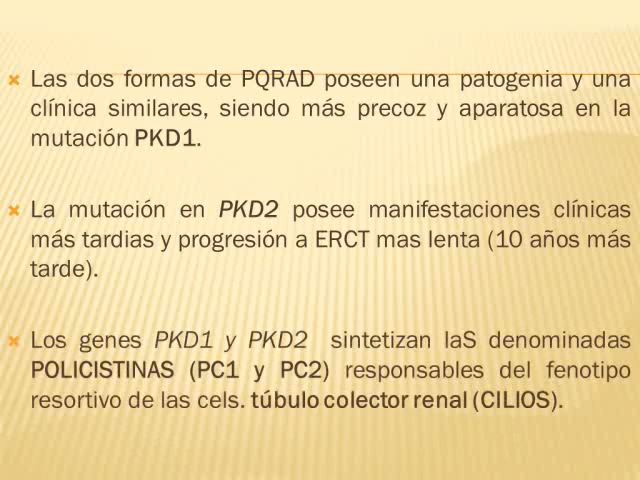 Las dos formas de PQRAD poseen una patogenia y una
clínica similares, siendo más precoz y aparatosa en la
mutación PKD1.
La mutación en PKD2 posee manifestaciones clínicas
más tardias y progresión a ERCT mas lenta (10 años más
tarde).
Los genes PKD1 y PKD2 sintetizan laS denominadas
POLICISTINAS (PC1 y PC2) responsables del fenotipo
resortivo de las cels. túbulo colector renal (CILIOS).